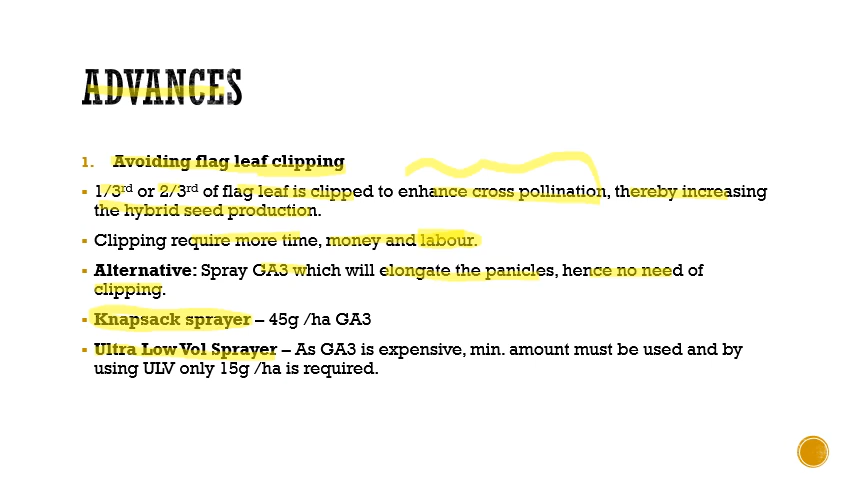 ADVANCES
1. Avoiding flag leaf clipping
▪ 1/3rd or 2/3rd of flag leaf is clipped to enhance cross pollination, thereby increasing
the hybrid seed production.
▪ Clipping require more time, money and labour.
▪ Alternative: Spray GA3 which will elongate the panicles, hence no need of
clipping.
▪ Knapsack sprayer – 45g /ha GA3
▪ Ultra Low Vol Sprayer – As GA3 is expensive, min. amount must be used and by
using ULV only 15g /ha is required.